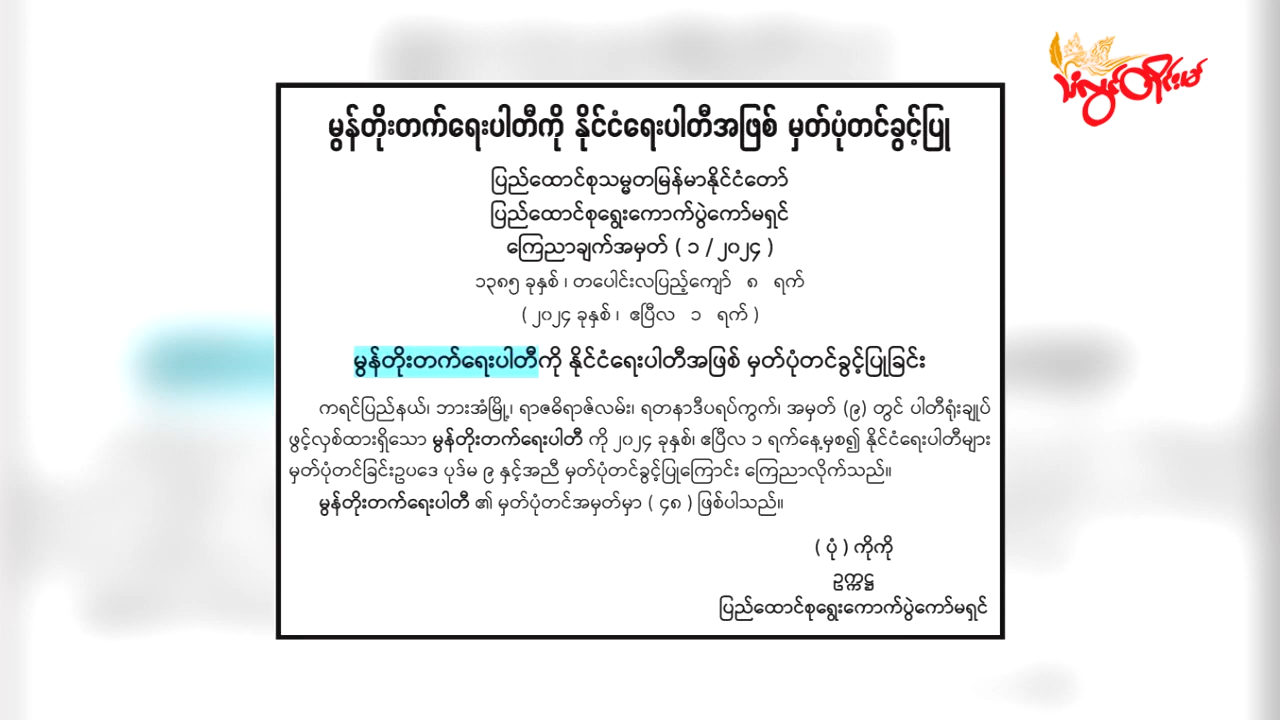 သံလွင်တိုင်းမ်
မွန်တိုးတက်ရေးပါတီကို နိုင်ငံရေးပါတီအဖြစ် မှတ်ပုံတင်ခွင့်ပြု
ပြည်ထောင်စုသမ္မတမြန်မာနိုင်ငံတော်
ပြည်ထောင်စုရွေးကောက်ပွဲကော်မရှင်
ကြေညာချက်အမှတ် ( ၁ / ၂၀၂၄ )
၁၃၈၅ ခုနှစ် ၊ တပေါင်းလပြည့်ကျော် ၈ ရက်
( ၂၀၂၄ ခုနှစ် ၊ ဧပြီလ ၁ ရက် )
မွန်တိုးတက်ရေးပါတီကို နိုင်ငံရေးပါတီအဖြစ် မှတ်ပုံတင်ခွင့်ပြုခြင်း
ကရင်ပြည်နယ်၊ ဘားအံမြို့၊ ရာဇဓိရာဇ်လမ်း၊ ရတနာဒီပရပ်ကွက်၊ အမှတ် (၉) တွင် ပါတီရုံးချုပ်
ဖွင့်လှစ်ထားရှိသော မွန်တိုးတက်ရေးပါတီ ကို ၂၀၂၄ ခုနှစ်၊ ဧပြီလ ၁ ရက်နေ့မှစ၍ နိုင်ငံရေးပါတီများ
မှတ်ပုံတင်ခြင်းဥပဒေ ပုဒ်မ ၉ နှင့်အညီ မှတ်ပုံတင်ခွင့်ပြုကြောင်း ကြေညာလိုက်သည်။
မွန်တိုးတက်ရေးပါတီ ၏ မှတ်ပုံတင်အမှတ်မှာ ( ၄၈ ) ဖြစ်ပါသည်။
( ပုံ ) ကိုကို
ဥက္ကဋ္ဌ
ပြည်ထောင်စုရွေးကောက်ပွဲကော်မရှင်